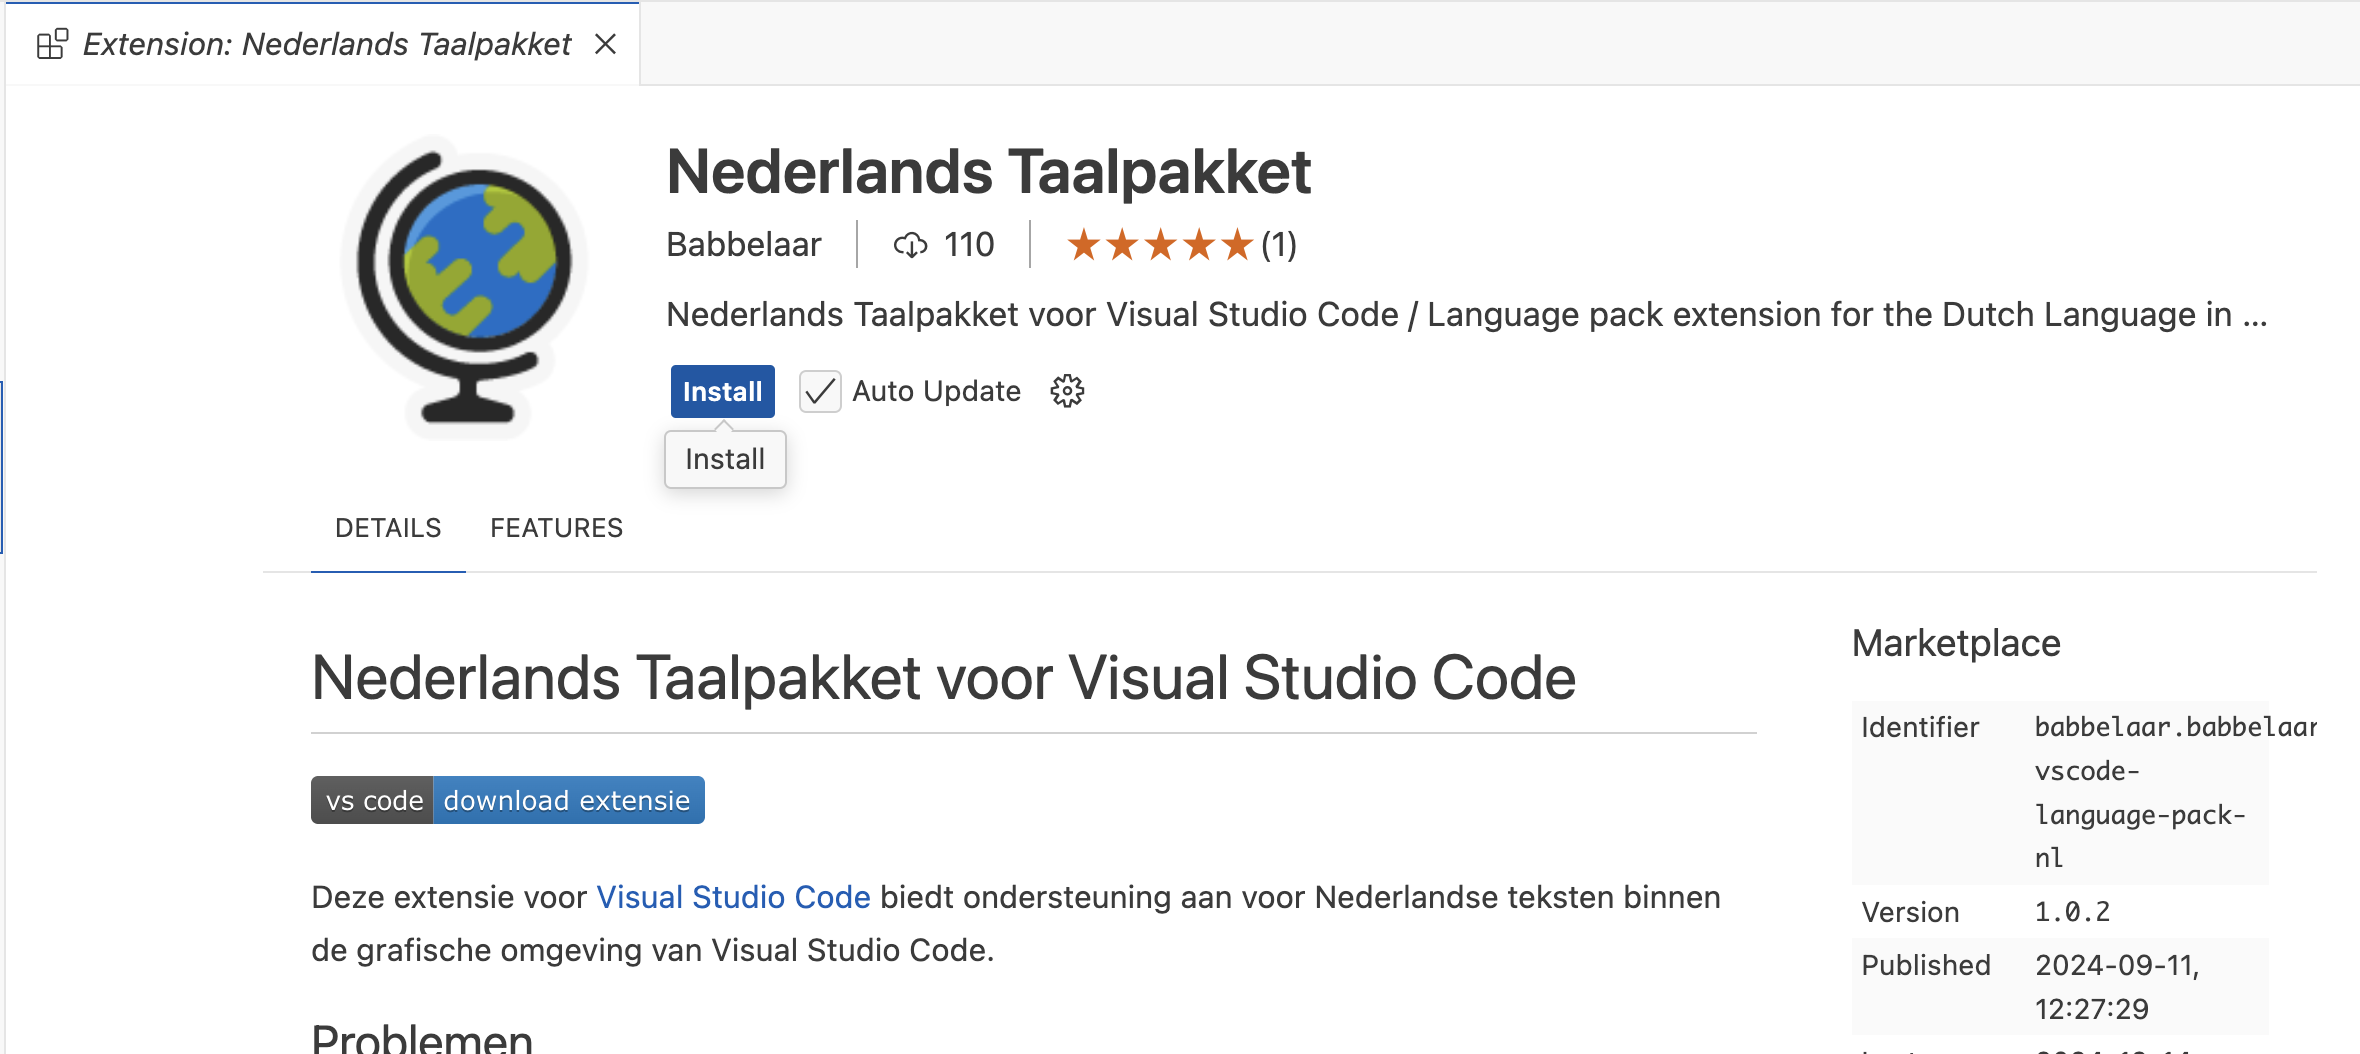 Extension: Nederlands Taalpakket
Nederlands Taalpakket
Babbelaar 110 (1)
Nederlands Taalpakket voor Visual Studio Code / Language pack extension for the Dutch Language in ...
Install Auto Update
Install
DETAILS FEATURES
Nederlands Taalpakket voor Visual Studio Code
vs code download extensie
Deze extensie voor Visual Studio Code biedt ondersteuning aan voor Nederlandse teksten binnen
de grafische omgeving van Visual Studio Code.
Problemen
Marketplace
Identifier babbelaar.babbelaar
vscode-
language-pack-
nl
Version 1.0.2
Published 2024-09-11,
12:27:29